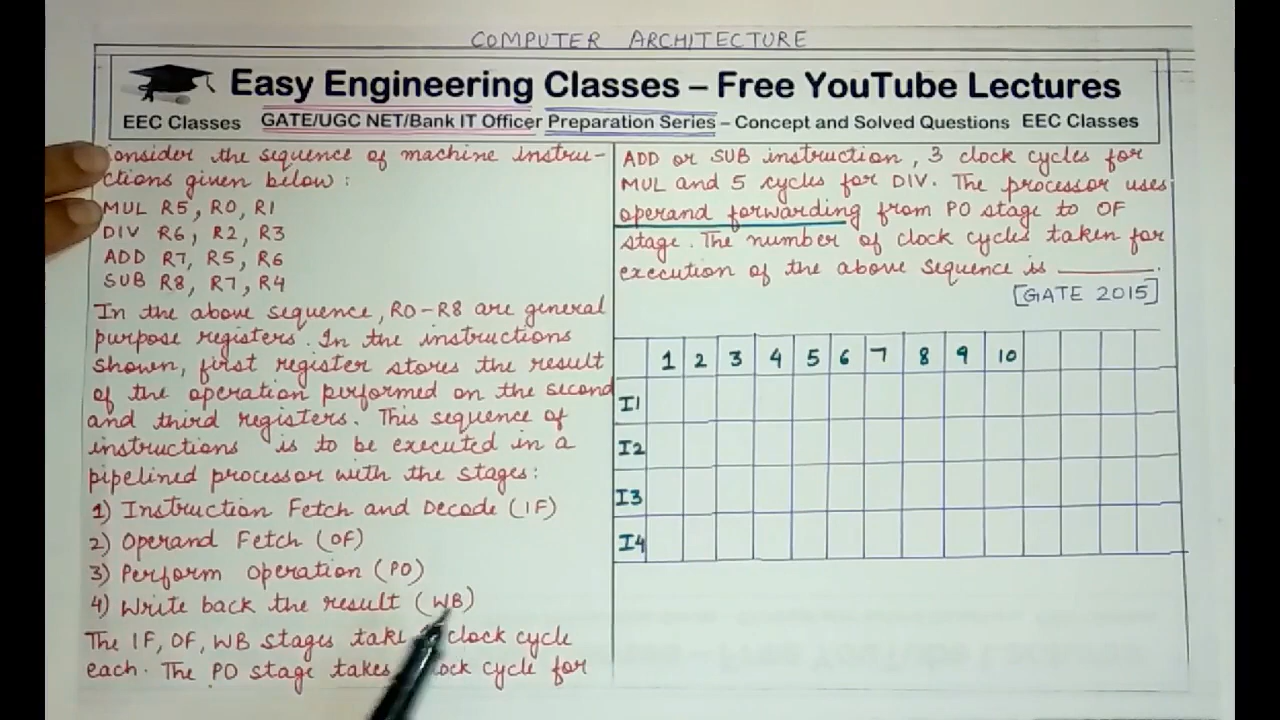 COMPUTER ARCHITECTURE
Easy Engineering Classes – Free YouTube Lectures
EEC Classes GATE/UGC NET/Bank IT Officer Preparation Series – Concept and Solved Questions EEC Classes
onsider the sequence of machine instru-
ctions given below :
MUL R5, R0, R1
DIV R6, R2, R3
ADD R7, R5, R6
SUB R8, R7, R4
In the above sequence, R0-R8 are general
purpose registers. In the instructions
shown, first register stores the result
of the operation performed on the second
and third registers. This sequence of
instructions is to be executed in a
pipelined processor with the stages:
1) Instruction Fetch and Decode (IF)
2) Operand Fetch (OF)
3) Perform Operation (PO)
4) Write back the result (WB)
The IF, OF, WB stages take clock cycle
each. The PO stage takes clock cycle for
ADD or SUB instruction, 3 clock cycles for
MUL and 5 cycles for DIV. The processor uses
operand forwarding from PO stage to OF
stage. The number of clock cycles taken for
execution of the above sequence is ______.
[GATE 2015]
1 2 3 4 5 6 7 8 9 10
I1
I2
I3
I4